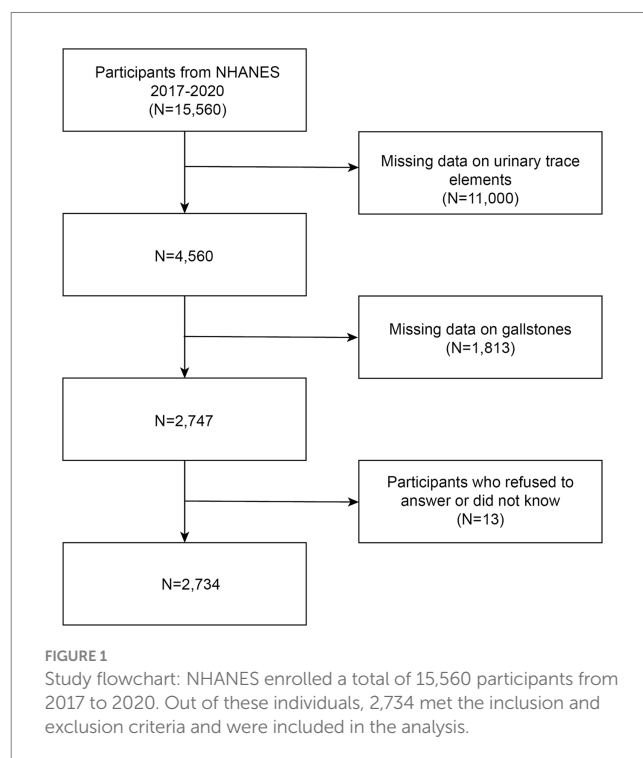 Participants from NHANES
2017-2020
(N=15,560)
Missing data on urinary trace
elements
(N=11,000)
N=4,560
Missing data on gallstones
(N=1,813)
N=2,747
Participants who refused to
answer or did not know
(N=13)
N=2,734
FIGURE 1
Study flowchart: NHANES enrolled a total of 15,560 participants from
2017 to 2020. Out of these individuals, 2,734 met the inclusion and
exclusion criteria and were included in the analysis.